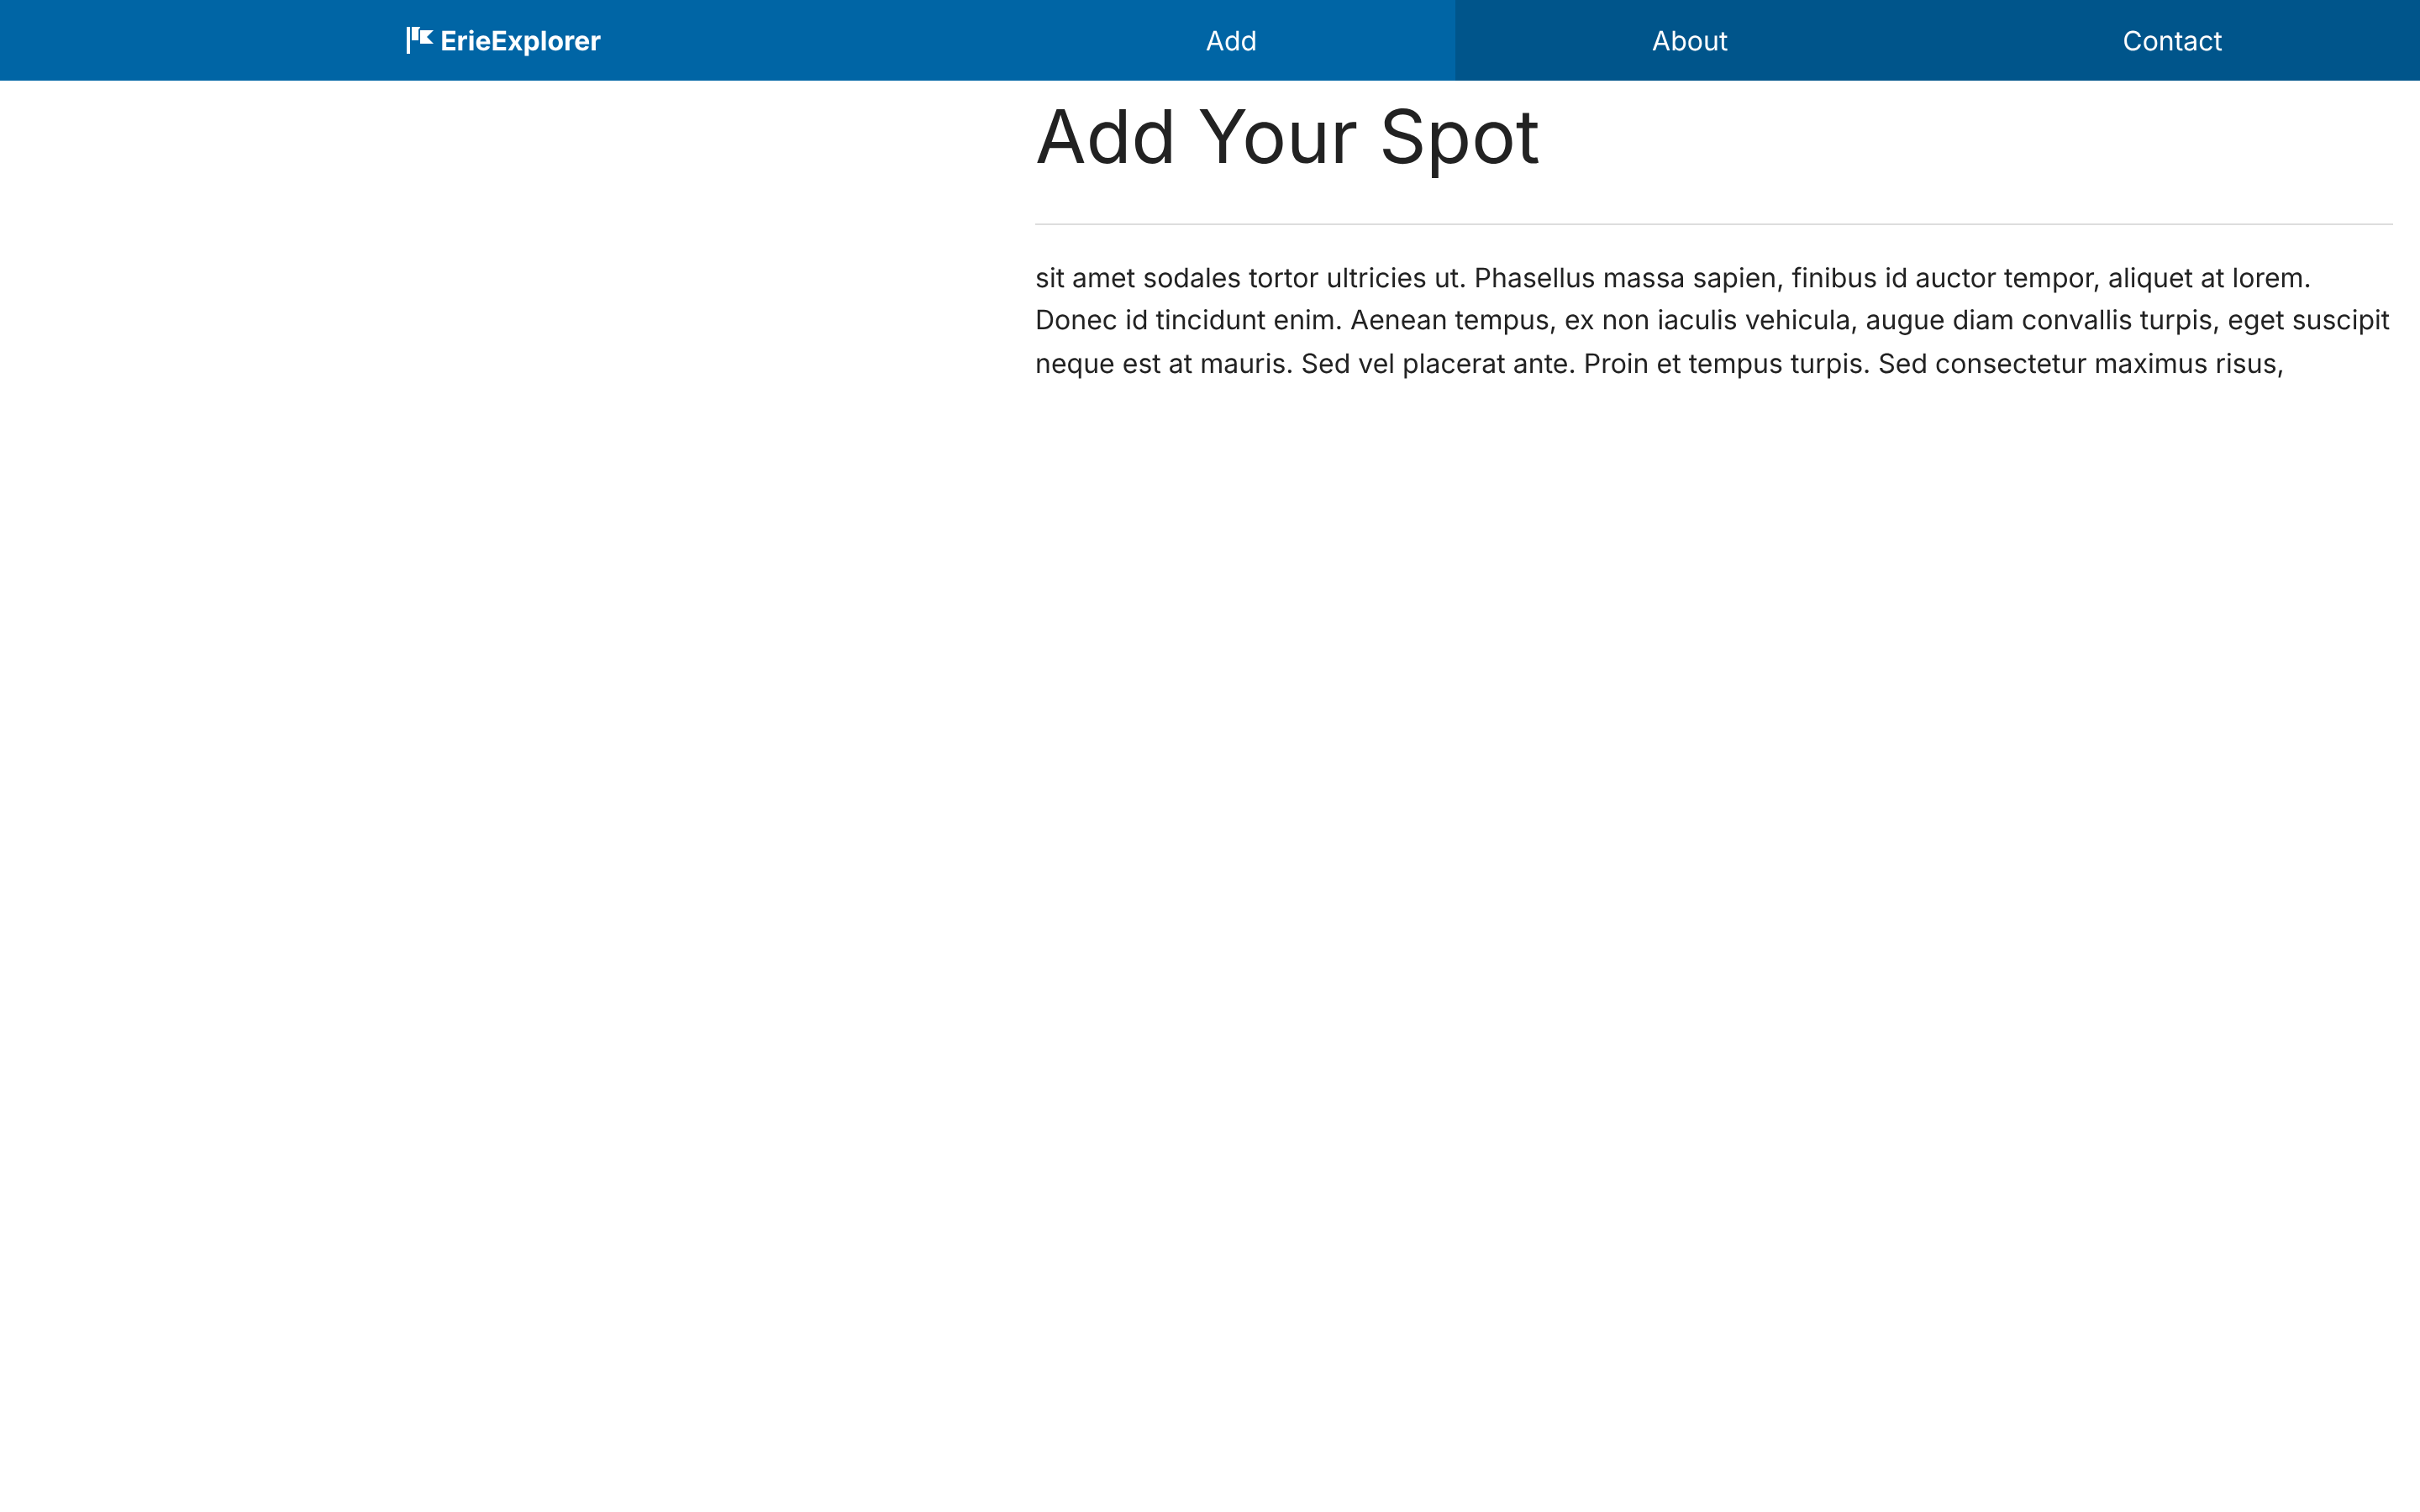 ErieExplorer
Add
About
Contact
Add Your Spot
sit amet sodales tortor ultricies ut. Phasellus massa sapien, finibus id auctor tempor, aliquet at lorem.
Donec id tincidunt enim. Aenean tempus, ex non iaculis vehicula, augue diam convallis turpis, eget suscipit
neque est at mauris. Sed vel placerat ante. Proin et tempus turpis. Sed consectetur maximus risus,